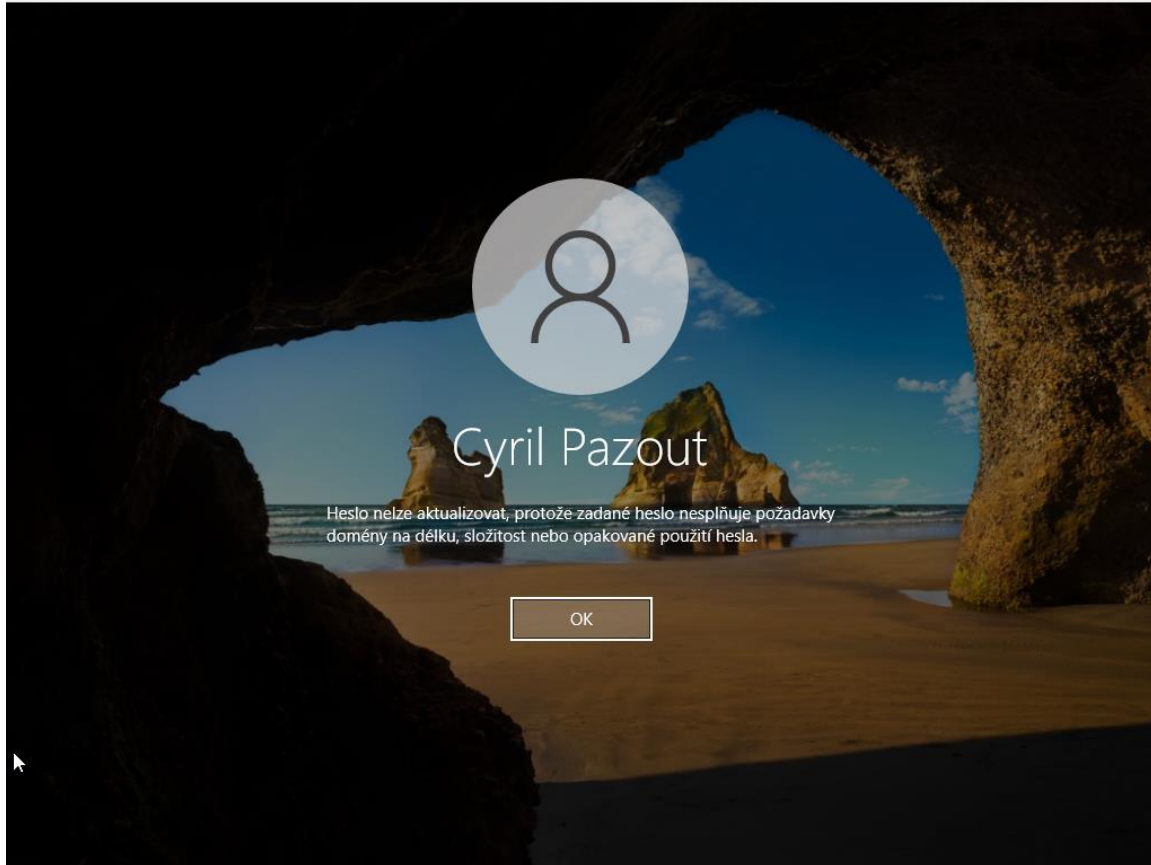 Cyril Pazout
Heslo nelze aktualizovat, protože zadané heslo nesplňuje požadavky
domény na délku, složitost nebo opakované použití hesla.
OK